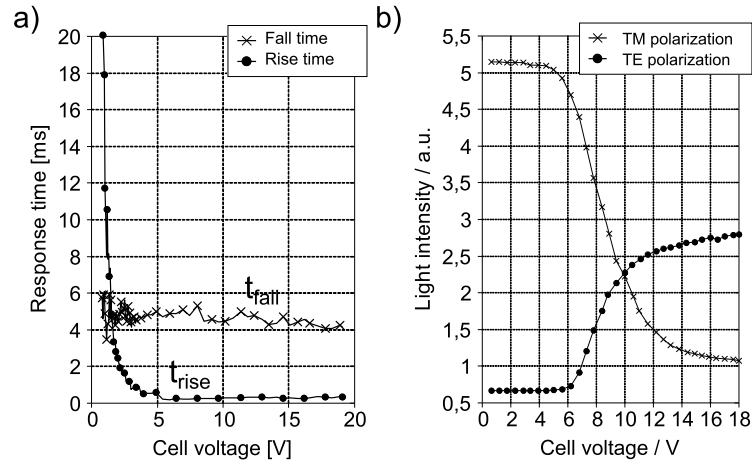 a)
Fall time
Rise time
Response time [ms]
20
18
16
14
12
10
8
6
4
2
0
t_fall
t_rise
0 5 10 15 20
Cell voltage [V]
b)
TM polarization
TE polarization
Light intensity / a.u.
5,5
5
4,5
4
3,5
3
2,5
2
1,5
1
0,5
0 2 4 6 8 10 12 14 16 18
Cell voltage / V